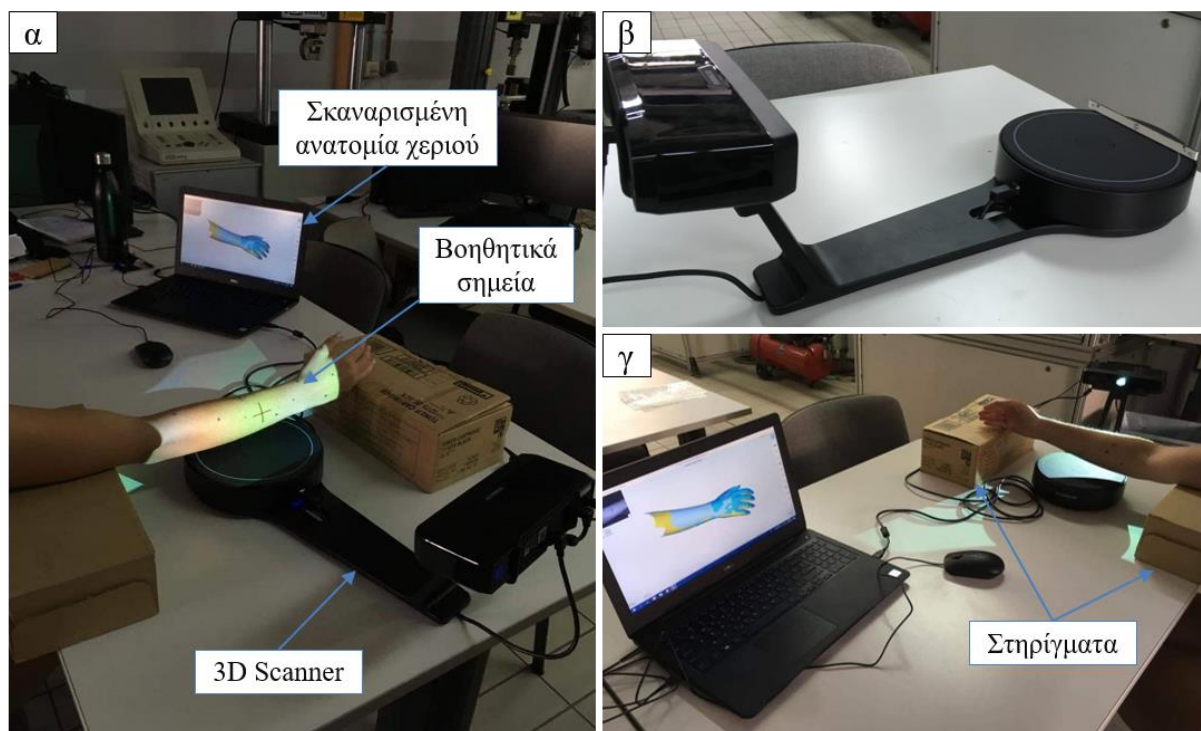 α
Σκαναρισμένη
ανατομία χεριού
Βοηθητικά
σημεία
3D Scanner
β
γ
Στηρίγματα